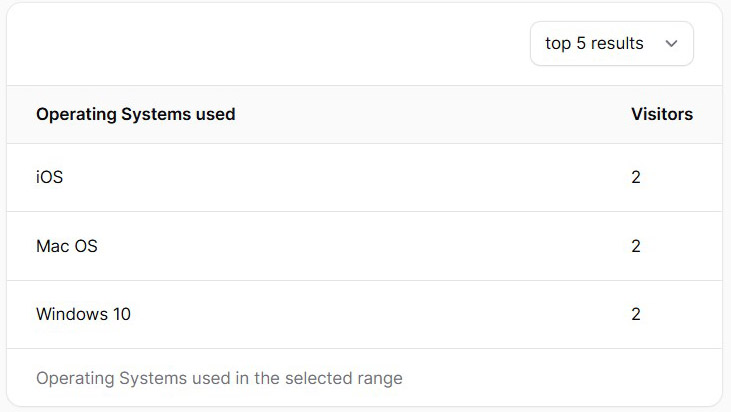 top 5 results
Operating Systems used Visitors
iOS 2
Mac OS 2
Windows 10 2
Operating Systems used in the selected range